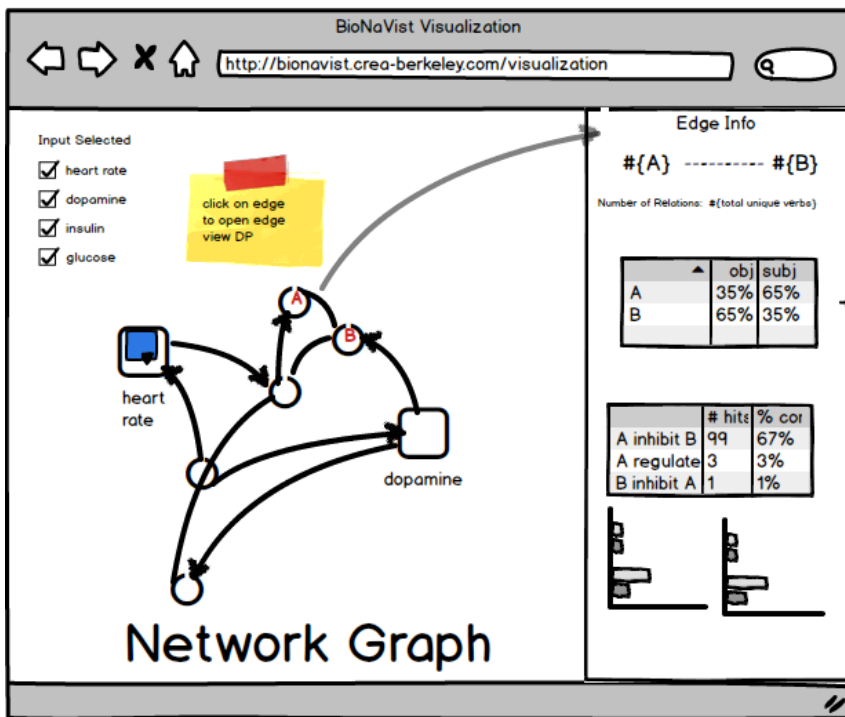 BioNaVist Visualization
http://bionavist.crea-berkeley.com/visualization
Input Selected
heart rate
dopamine
insulin
glucose
click on edge
to open edge
view DP
A
B
heart
rate
dopamine
Network Graph
Edge Info
#{A} ---------- #{B}
Number of Relations: #{total unique verbs}
obj subj
A 35% 65%
B 65% 35%
# hits % cor
A inhibit B 99 67%
A regulate 3 3%
B inhibit A 1 1%